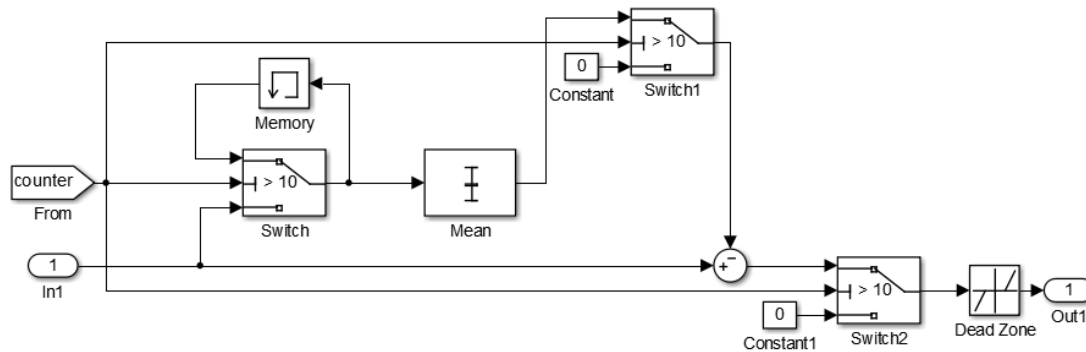 > 10
0
Constant
Switch1
Memory
counter
> 10
From
Switch
Mean
1
In1
+
−
> 10
0
Constant1
Switch2
Dead Zone
1
Out1